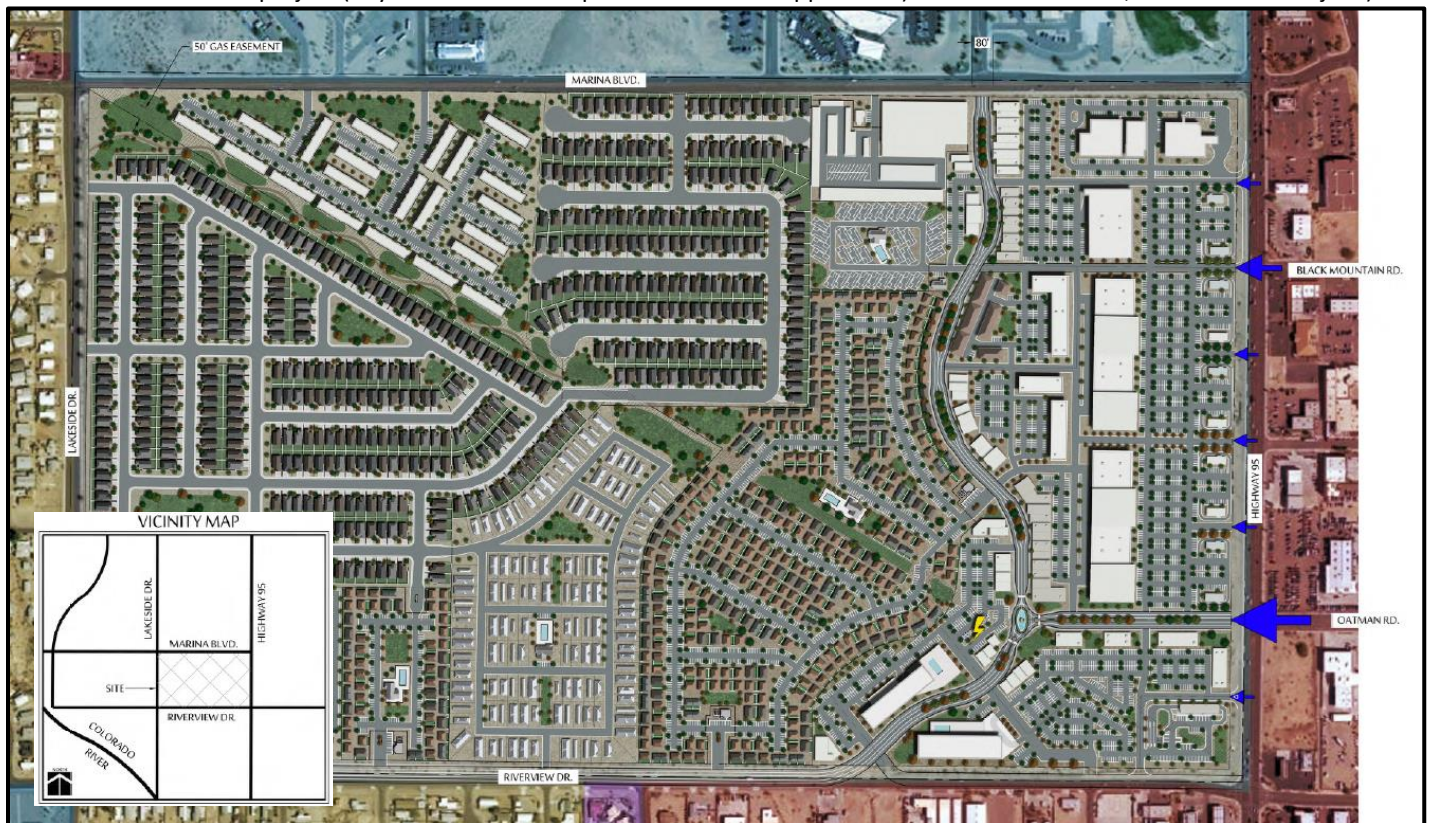 50' GAS EASEMENT
80'
MARINA BLVD.
BLACK MOUNTAIN RD.
LAKESIDE DR.
HIGHWAY 95
OATMAN RD.
RIVERVIEW DR.
VICINITY MAP
LAKESIDE DR.
HIGHWAY 95
MARINA BLVD.
SITE
RIVERVIEW DR.
COLORADO
RIVER
NORTH